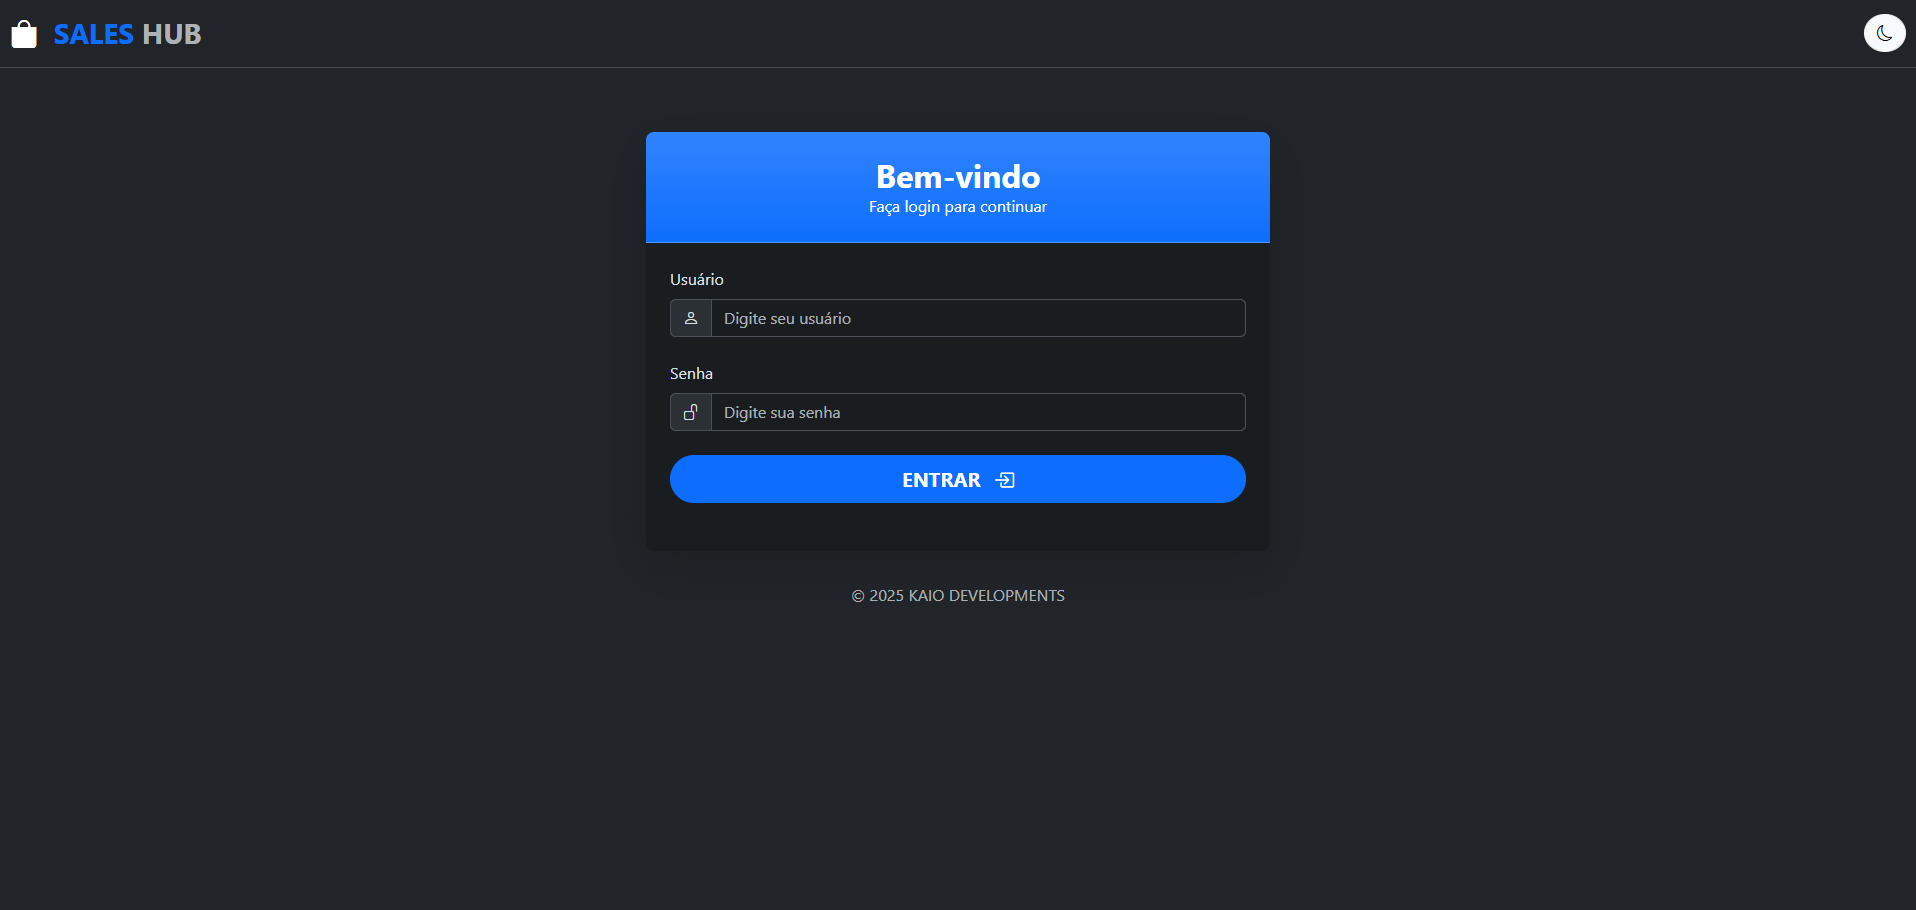 SALES HUB
Bem-vindo
Faça login para continuar
Usuário
Digite seu usuário
Senha
Digite sua senha
ENTRAR
© 2025 KAIO DEVELOPMENTS